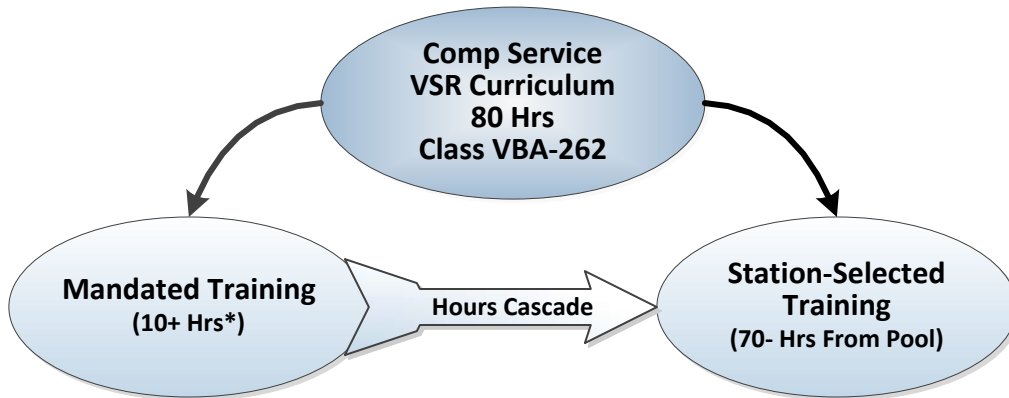 Comp Service
VSR Curriculum
80 Hrs
Class VBA-262
Mandated Training
(10+ Hrs*)
Hours Cascade
Station-Selected
Training
(70- Hrs From Pool)